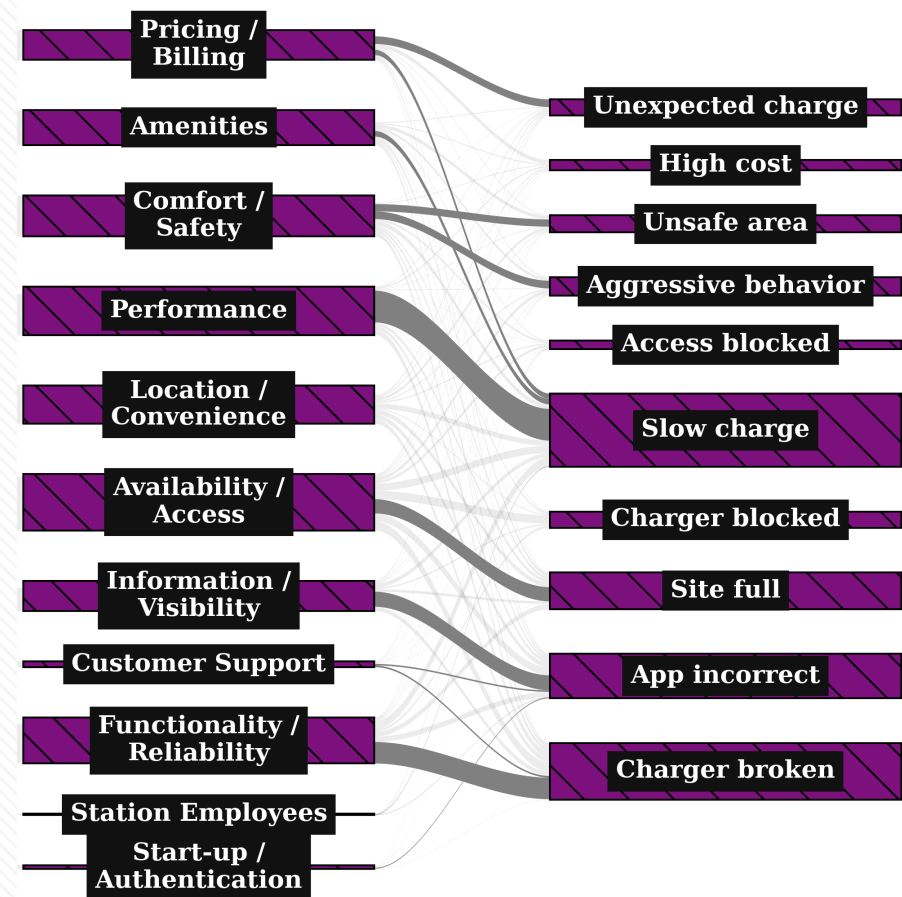 Pricing /
Billing
Amenities
Comfort /
Safety
Performance
Location /
Convenience
Availability /
Access
Information /
Visibility
Customer Support
Functionality /
Reliability
Station Employees
Start-up /
Authentication
Unexpected charge
High cost
Unsafe area
Aggressive behavior
Access blocked
Slow charge
Charger blocked
Site full
App incorrect
Charger broken